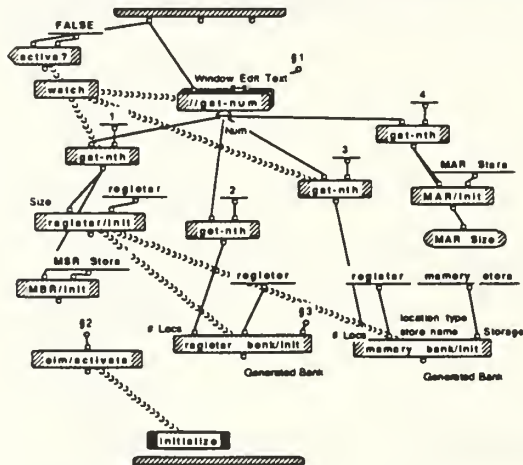 FALSE
active?
§1
Window Edit Text
watch
//get-num
4
1
Num
get-nth
3
get-nth
get-nth
MAR Store
register
Size
2
MAR/init
register/init
get-nth
MAR Size
MBR Store
register
register
memory store
MBR/init
§2
§3
location type
# Locs
# Locs
store name
Storage
sim/activate
register bank/init
memory bank/init
Generated Bank
Generated Bank
initialize